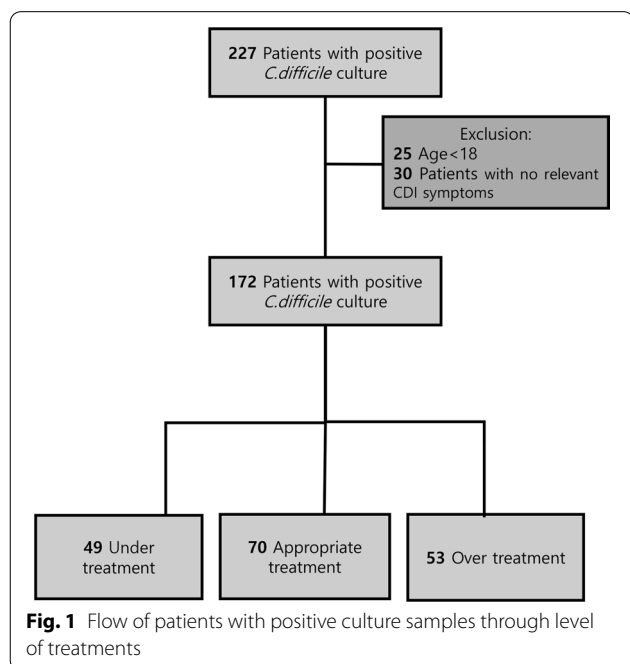 227 Patients with positive
C.difficile culture
Exclusion:
25 Age<18
30 Patients with no relevant
CDI symptoms
172 Patients with positive
C.difficile culture
49 Under
treatment
70 Appropriate
treatment
53 Over treatment
Fig. 1 Flow of patients with positive culture samples through level
of treatments